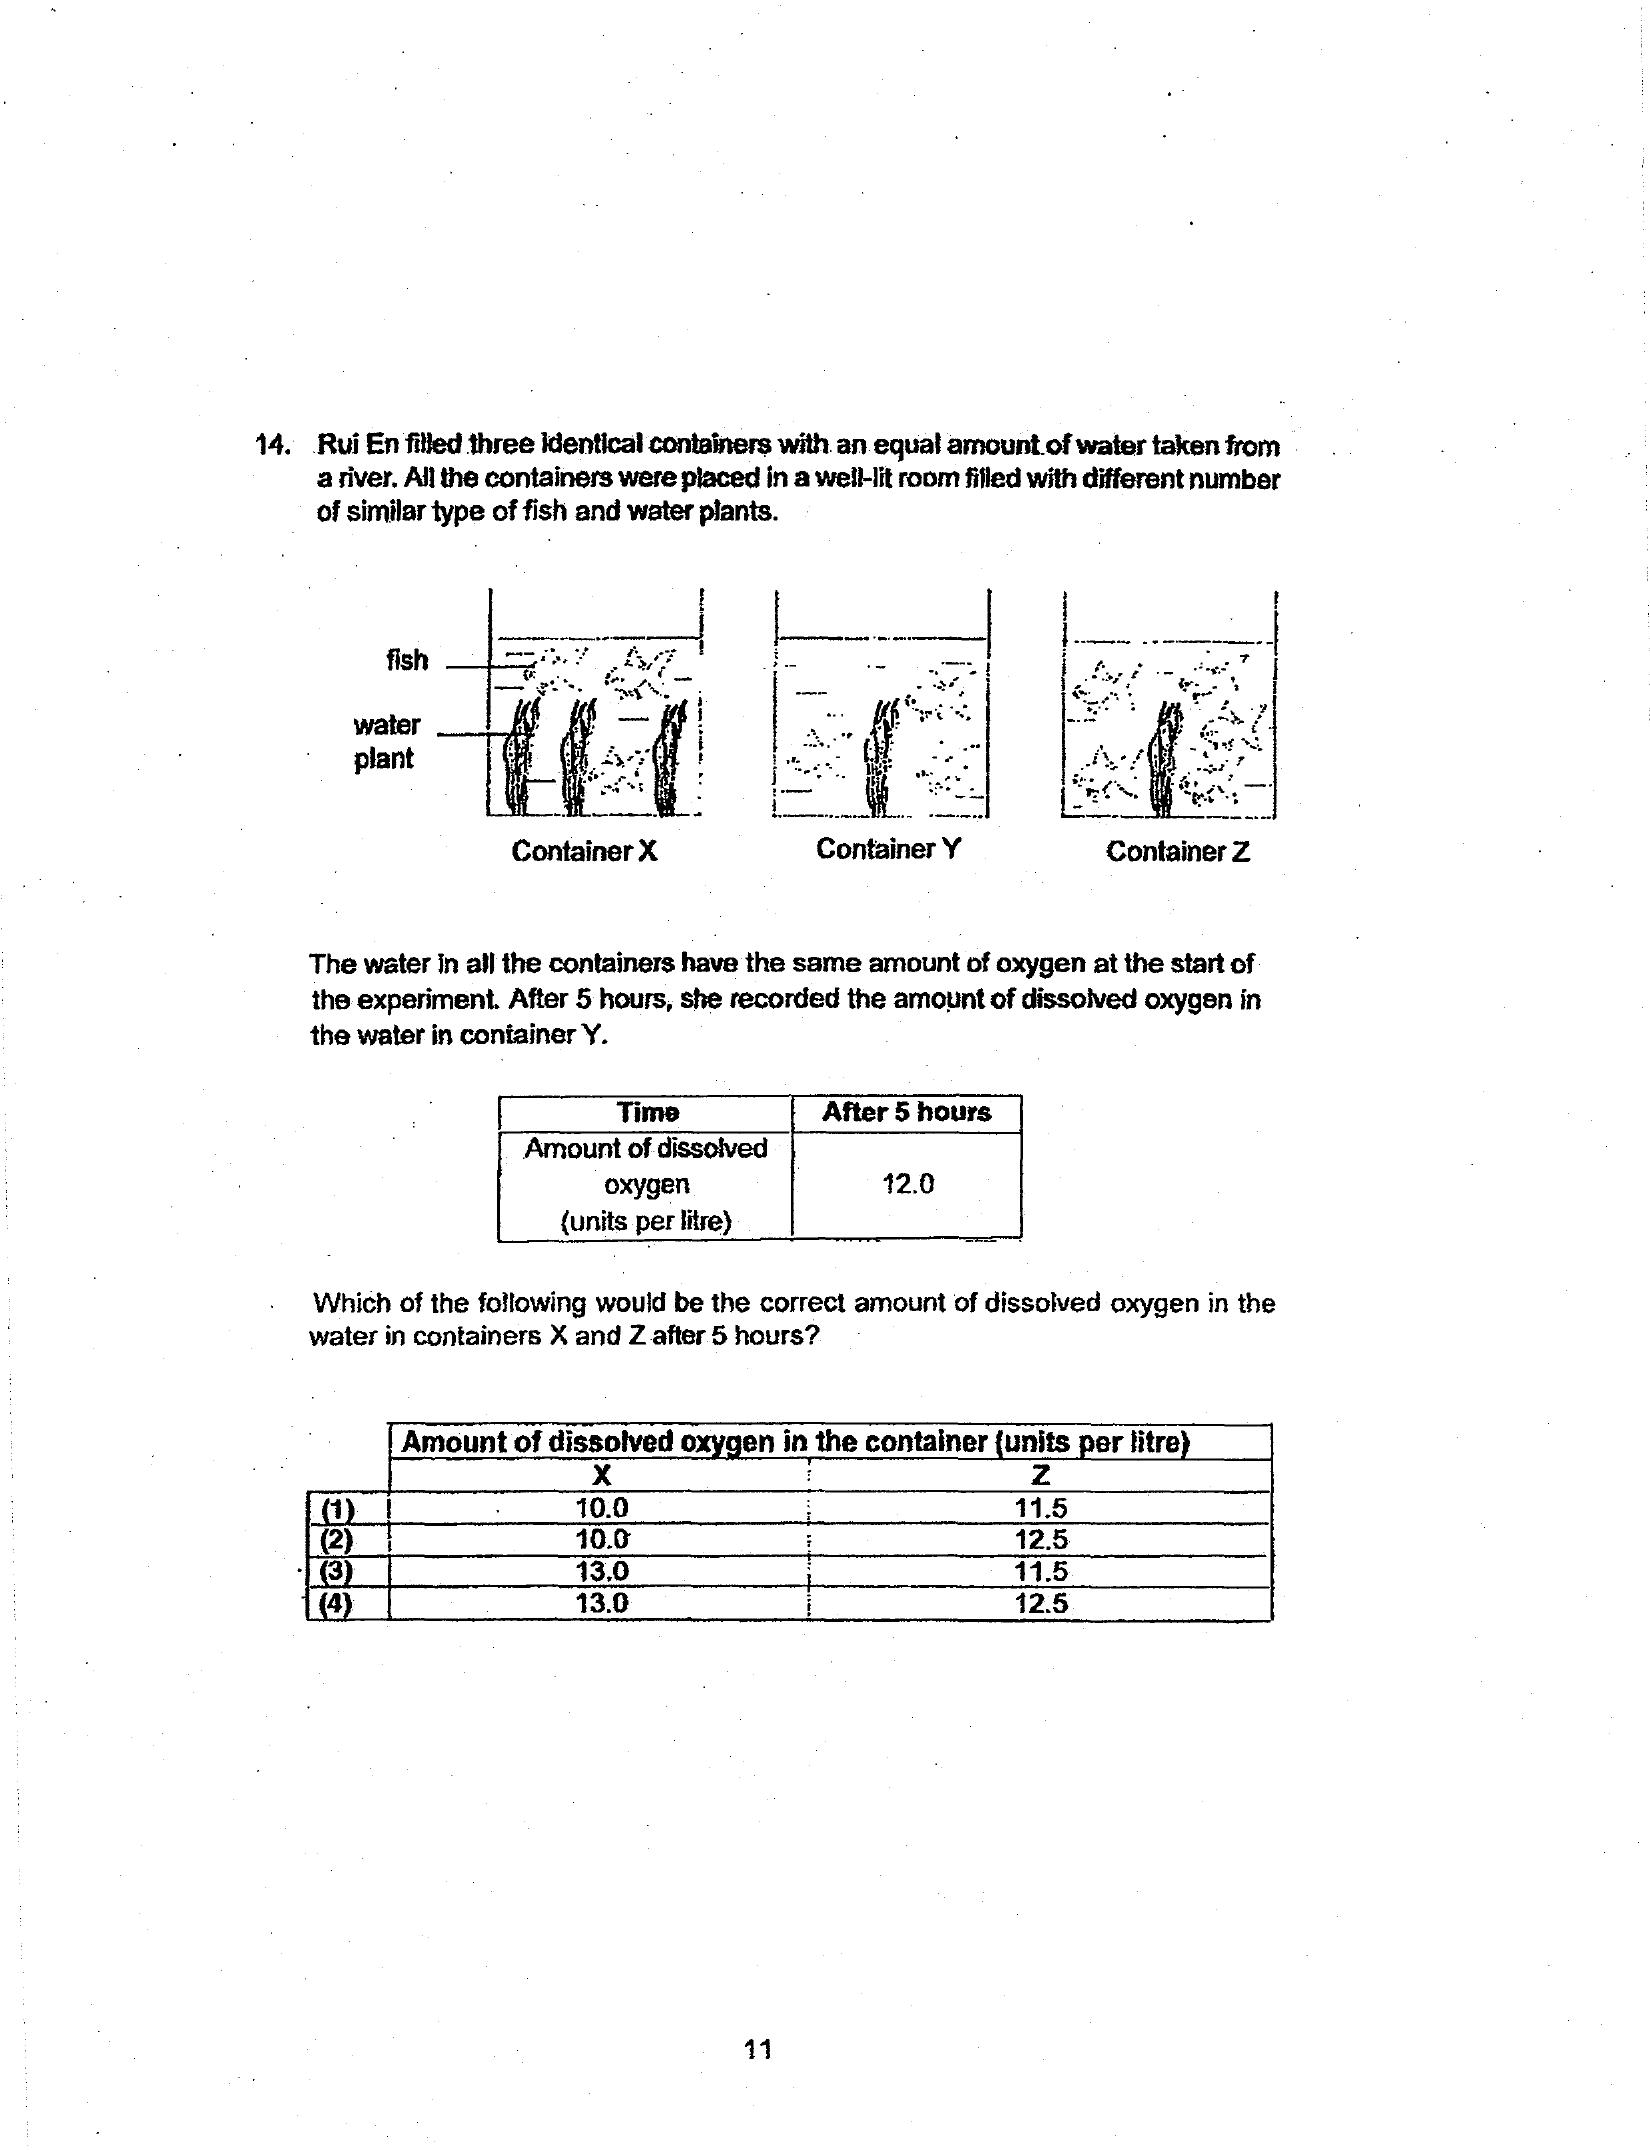 14. Rui En filled three identical containers with an equal amount of water taken from
a river. All the containers were placed in a well-lit room filled with different number
of similar type of fish and water plants.
fish
water
plant
Container X Container Y Container Z
The water in all the containers have the same amount of oxygen at the start of
the experiment. After 5 hours, she recorded the amount of dissolved oxygen in
the water in container Y.
Time After 5 hours
Amount of dissolved
oxygen 12.0
(units per litre)
Which of the following would be the correct amount of dissolved oxygen in the
water in containers X and Z after 5 hours?
Amount of dissolved oxygen in the container (units per litre)
X Z
(1) 10.0 11.5
(2) 10.0 12.5
(3) 13.0 11.5
(4) 13.0 12.5
11